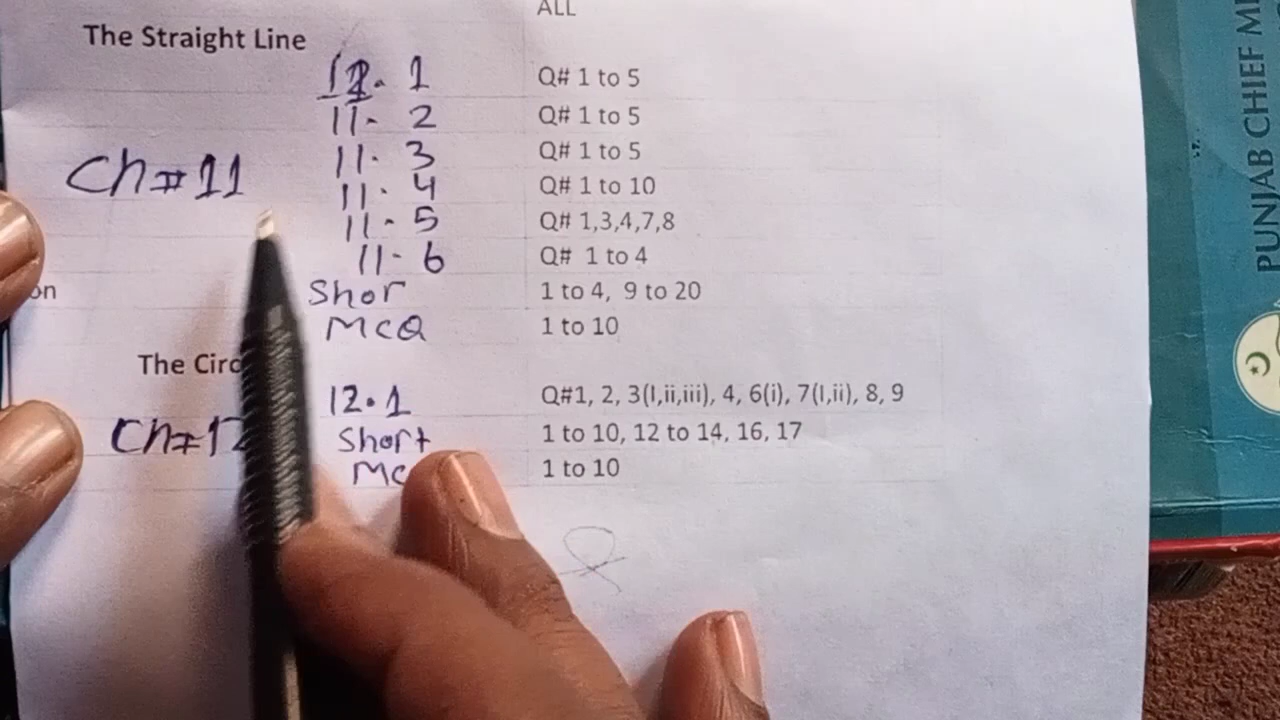 ALL
The Straight Line
11. 1 Q# 1 to 5
11. 2 Q# 1 to 5
11. 3 Q# 1 to 5
Ch#11
11. 4 Q# 1 to 10
11. 5 Q# 1,3,4,7,8
11. 6 Q# 1 to 4
on Shor 1 to 4, 9 to 20
MCQ 1 to 10
The Circ
12.1 Q#1, 2, 3(I,ii,iii), 4, 6(i), 7(I,ii), 8, 9
Ch#12 Short 1 to 10, 12 to 14, 16, 17
MC 1 to 10
PUNJAB CHIEF MI